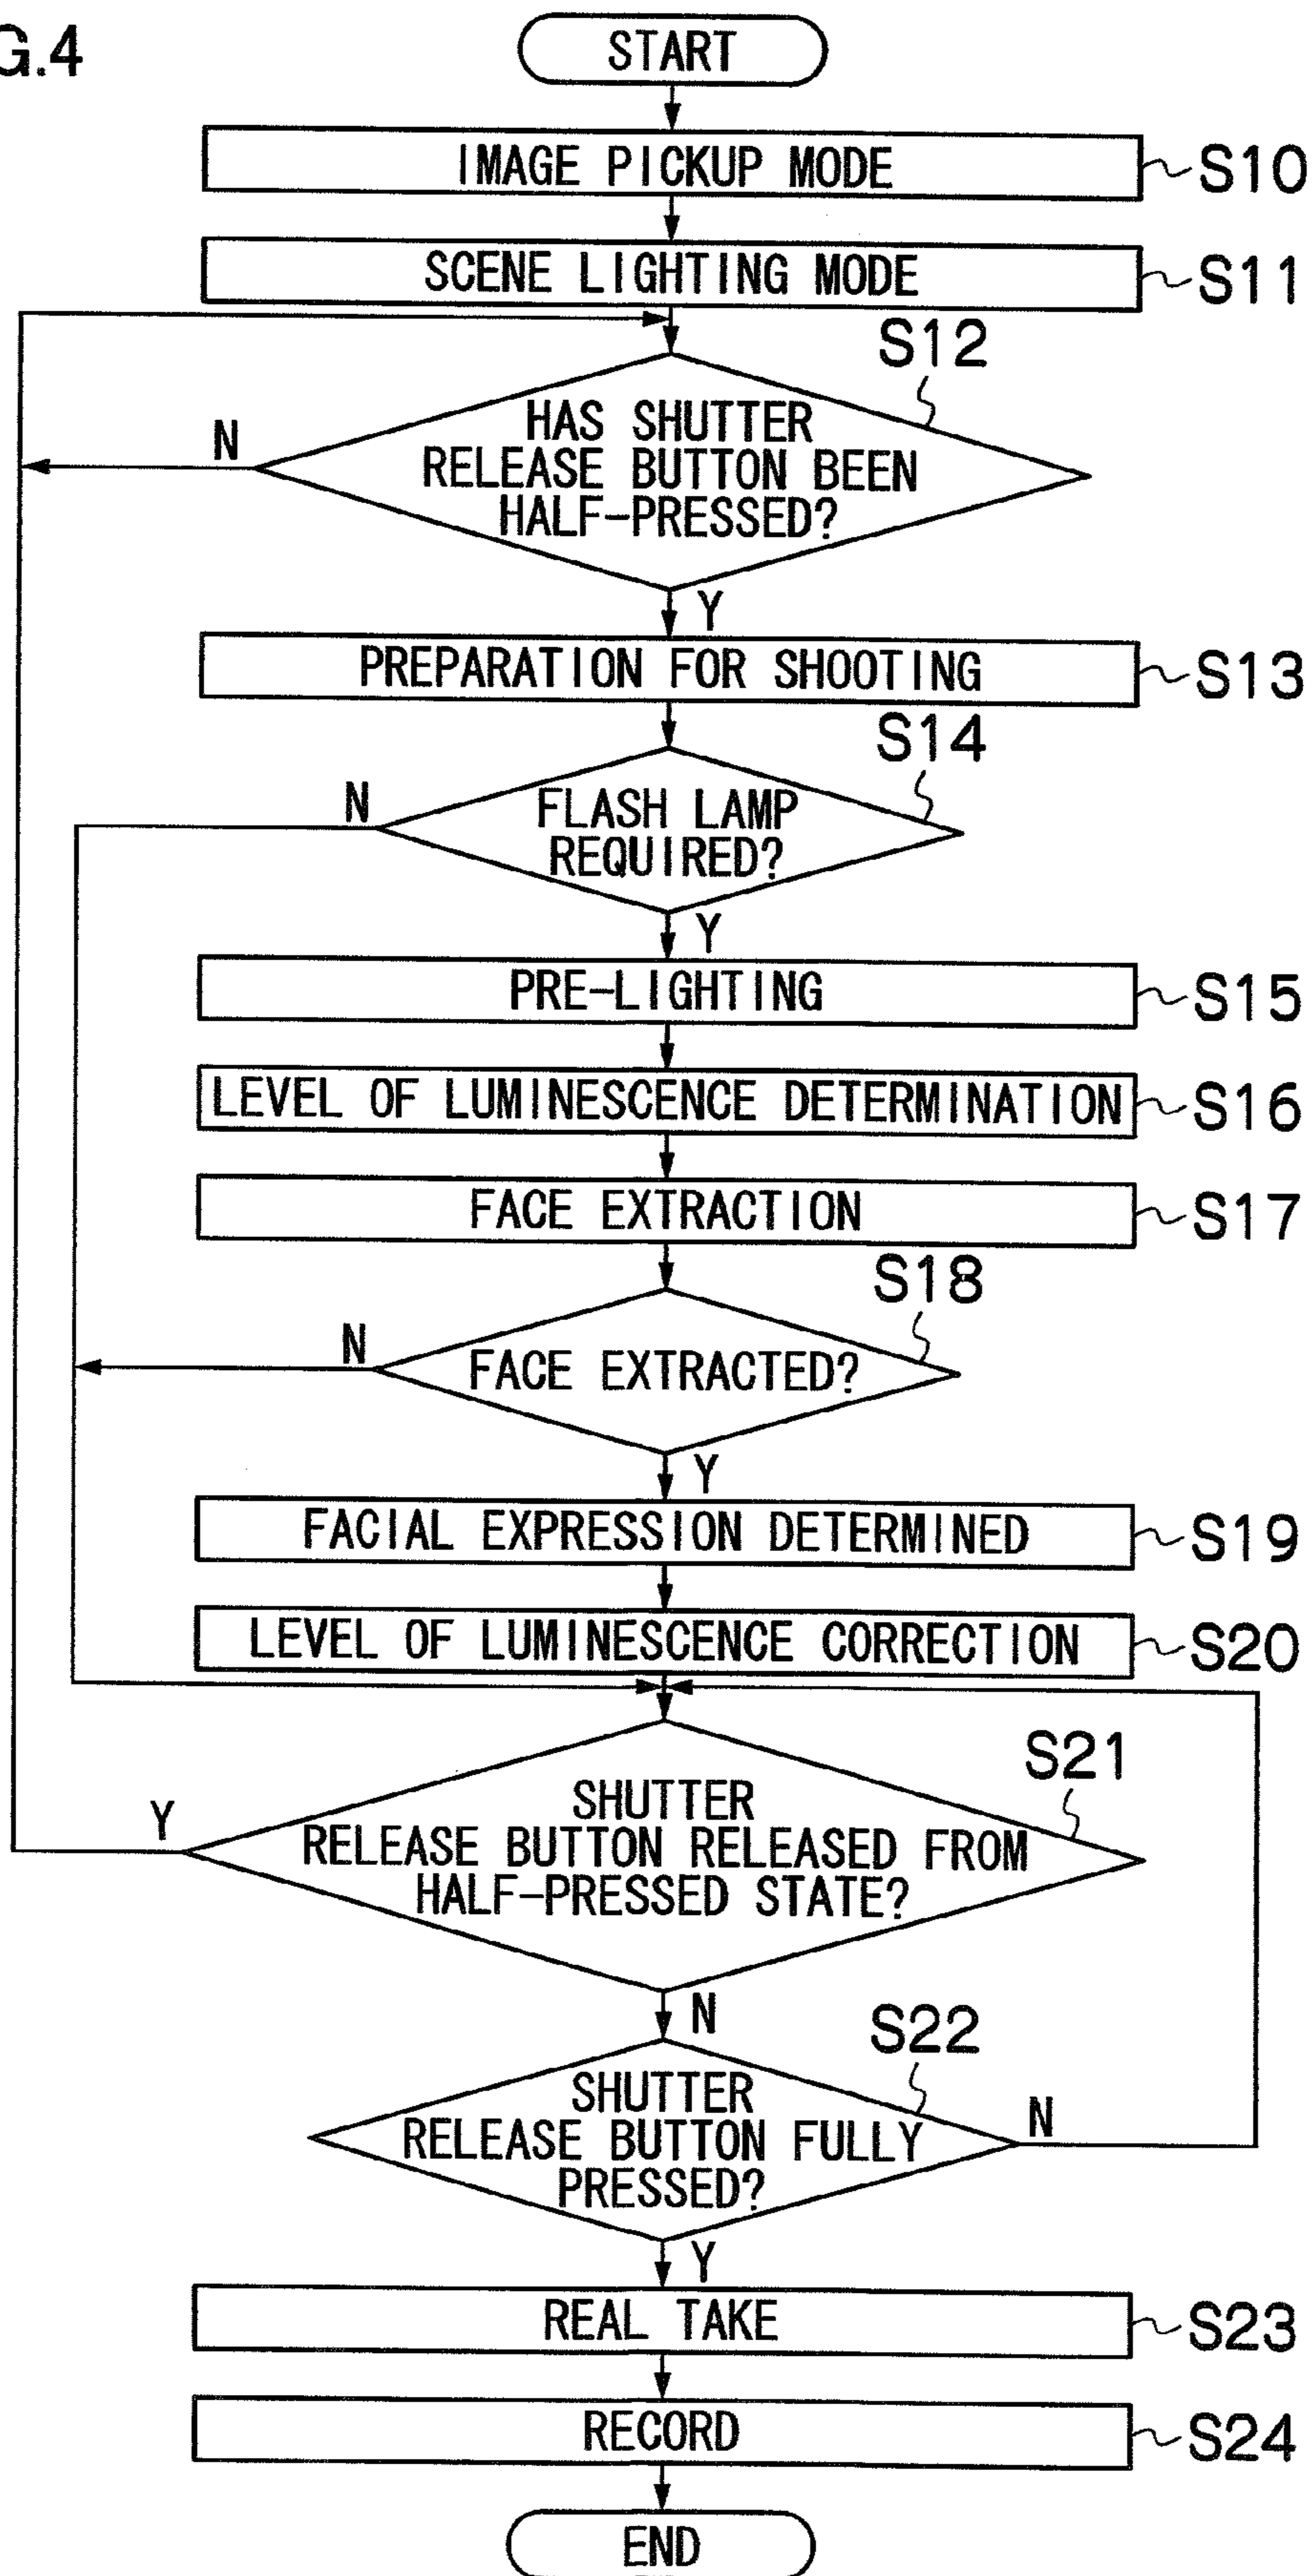 G.4
START
IMAGE PICKUP MODE
S10
SCENE LIGHTING MODE
S11
S12
HAS SHUTTER
RELEASE BUTTON BEEN
HALF-PRESSED?
N
Y
PREPARATION FOR SHOOTING
S13
S14
FLASH LAMP
REQUIRED?
N
Y
PRE-LIGHTING
S15
LEVEL OF LUMINESCENCE DETERMINATION
S16
FACE EXTRACTION
S17
S18
FACE EXTRACTED?
N
Y
FACIAL EXPRESSION DETERMINED
S19
LEVEL OF LUMINESCENCE CORRECTION
S20
S21
SHUTTER
RELEASE BUTTON RELEASED FROM
HALF-PRESSED STATE?
Y
N
S22
SHUTTER
RELEASE BUTTON FULLY
PRESSED?
N
Y
REAL TAKE
S23
RECORD
S24
END